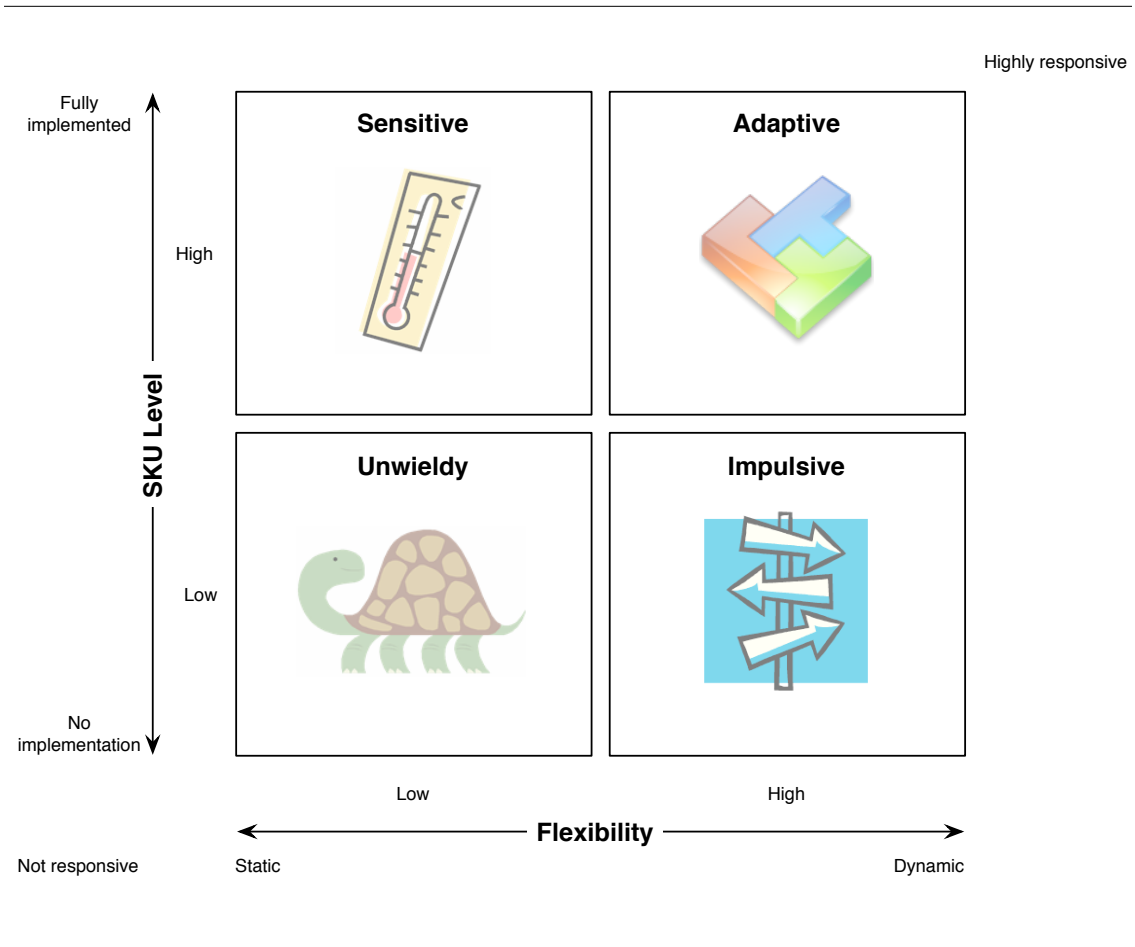 Highly responsive
Fully
implemented
Sensitive
Adaptive
High
SKU Level
Unwieldy
Impulsive
Low
No
implementation
Low
High
Flexibility
Not responsive
Static
Dynamic